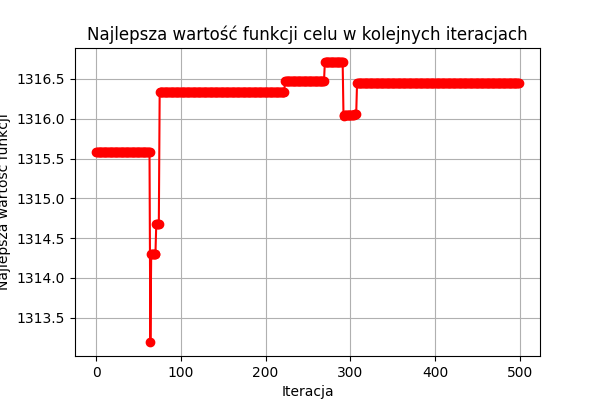 Najlepsza wartość funkcji celu w kolejnych iteracjach
Najlepsza wartość funkcji
1316.5
1316.0
1315.5
1315.0
1314.5
1314.0
1313.5
0 100 200 300 400 500
Iteracja